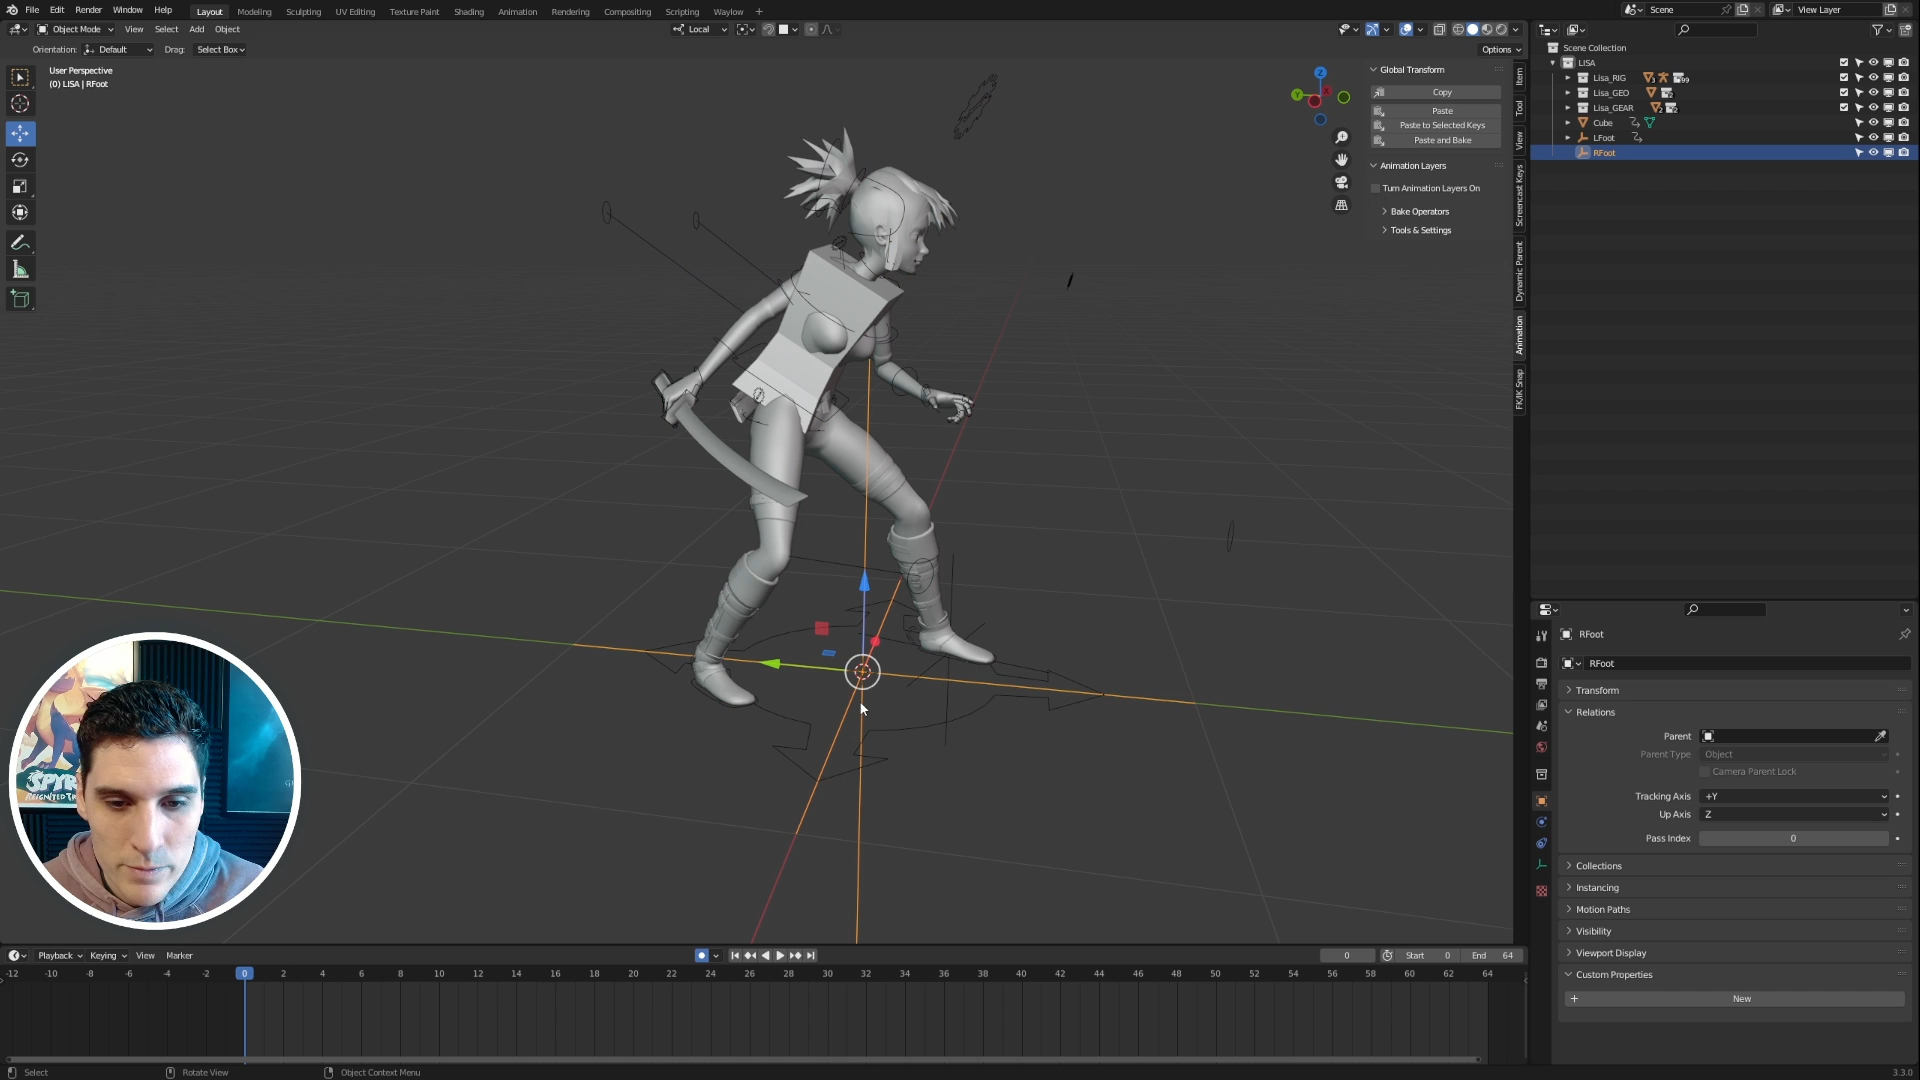 File Edit Render Window Help Layout Modeling Sculpting UV Editing Texture Paint Shading Animation Rendering Compositing Scripting + Scene View Layer
Object Mode View Select Add Object Local
Orientation: Default Drag: Select Box Options
User Perspective
(0) LISA | RFoot
Global Transform
Copy
Paste
Paste to Selected Keys
Paste and Bake
Animation Layers
Turn Animation Layers On
Bake Operators
Tools & Settings
Item
Tool
View
Screencast Keys
Dynamic Parent
Animation
FK/IK Snap
Z
Y
X
Waylow
Scene Collection
LISA
Lisa_RIG
Lisa_GEO
Lisa_GEAR
Cube
LFoot
RFoot
RFoot
RFoot
Transform
Relations
Parent
Parent Type Object
Camera Parent Lock
Tracking Axis +Y
Up Axis Z
Pass Index 0
Collections
Instancing
Motion Paths
Visibility
Viewport Display
Custom Properties
New
SPYR
REIGNITED TR
Playback Keying View Marker 0 Start 0 End 64
-12 -10 -8 -6 -4 -2 0 2 4 6 8 10 12 14 16 18 20 22 24 26 28 30 32 34 36 38 40 42 44 46 48 50 52 54 56 58 60 62 64
Select Rotate View Object Context Menu 3.3.0